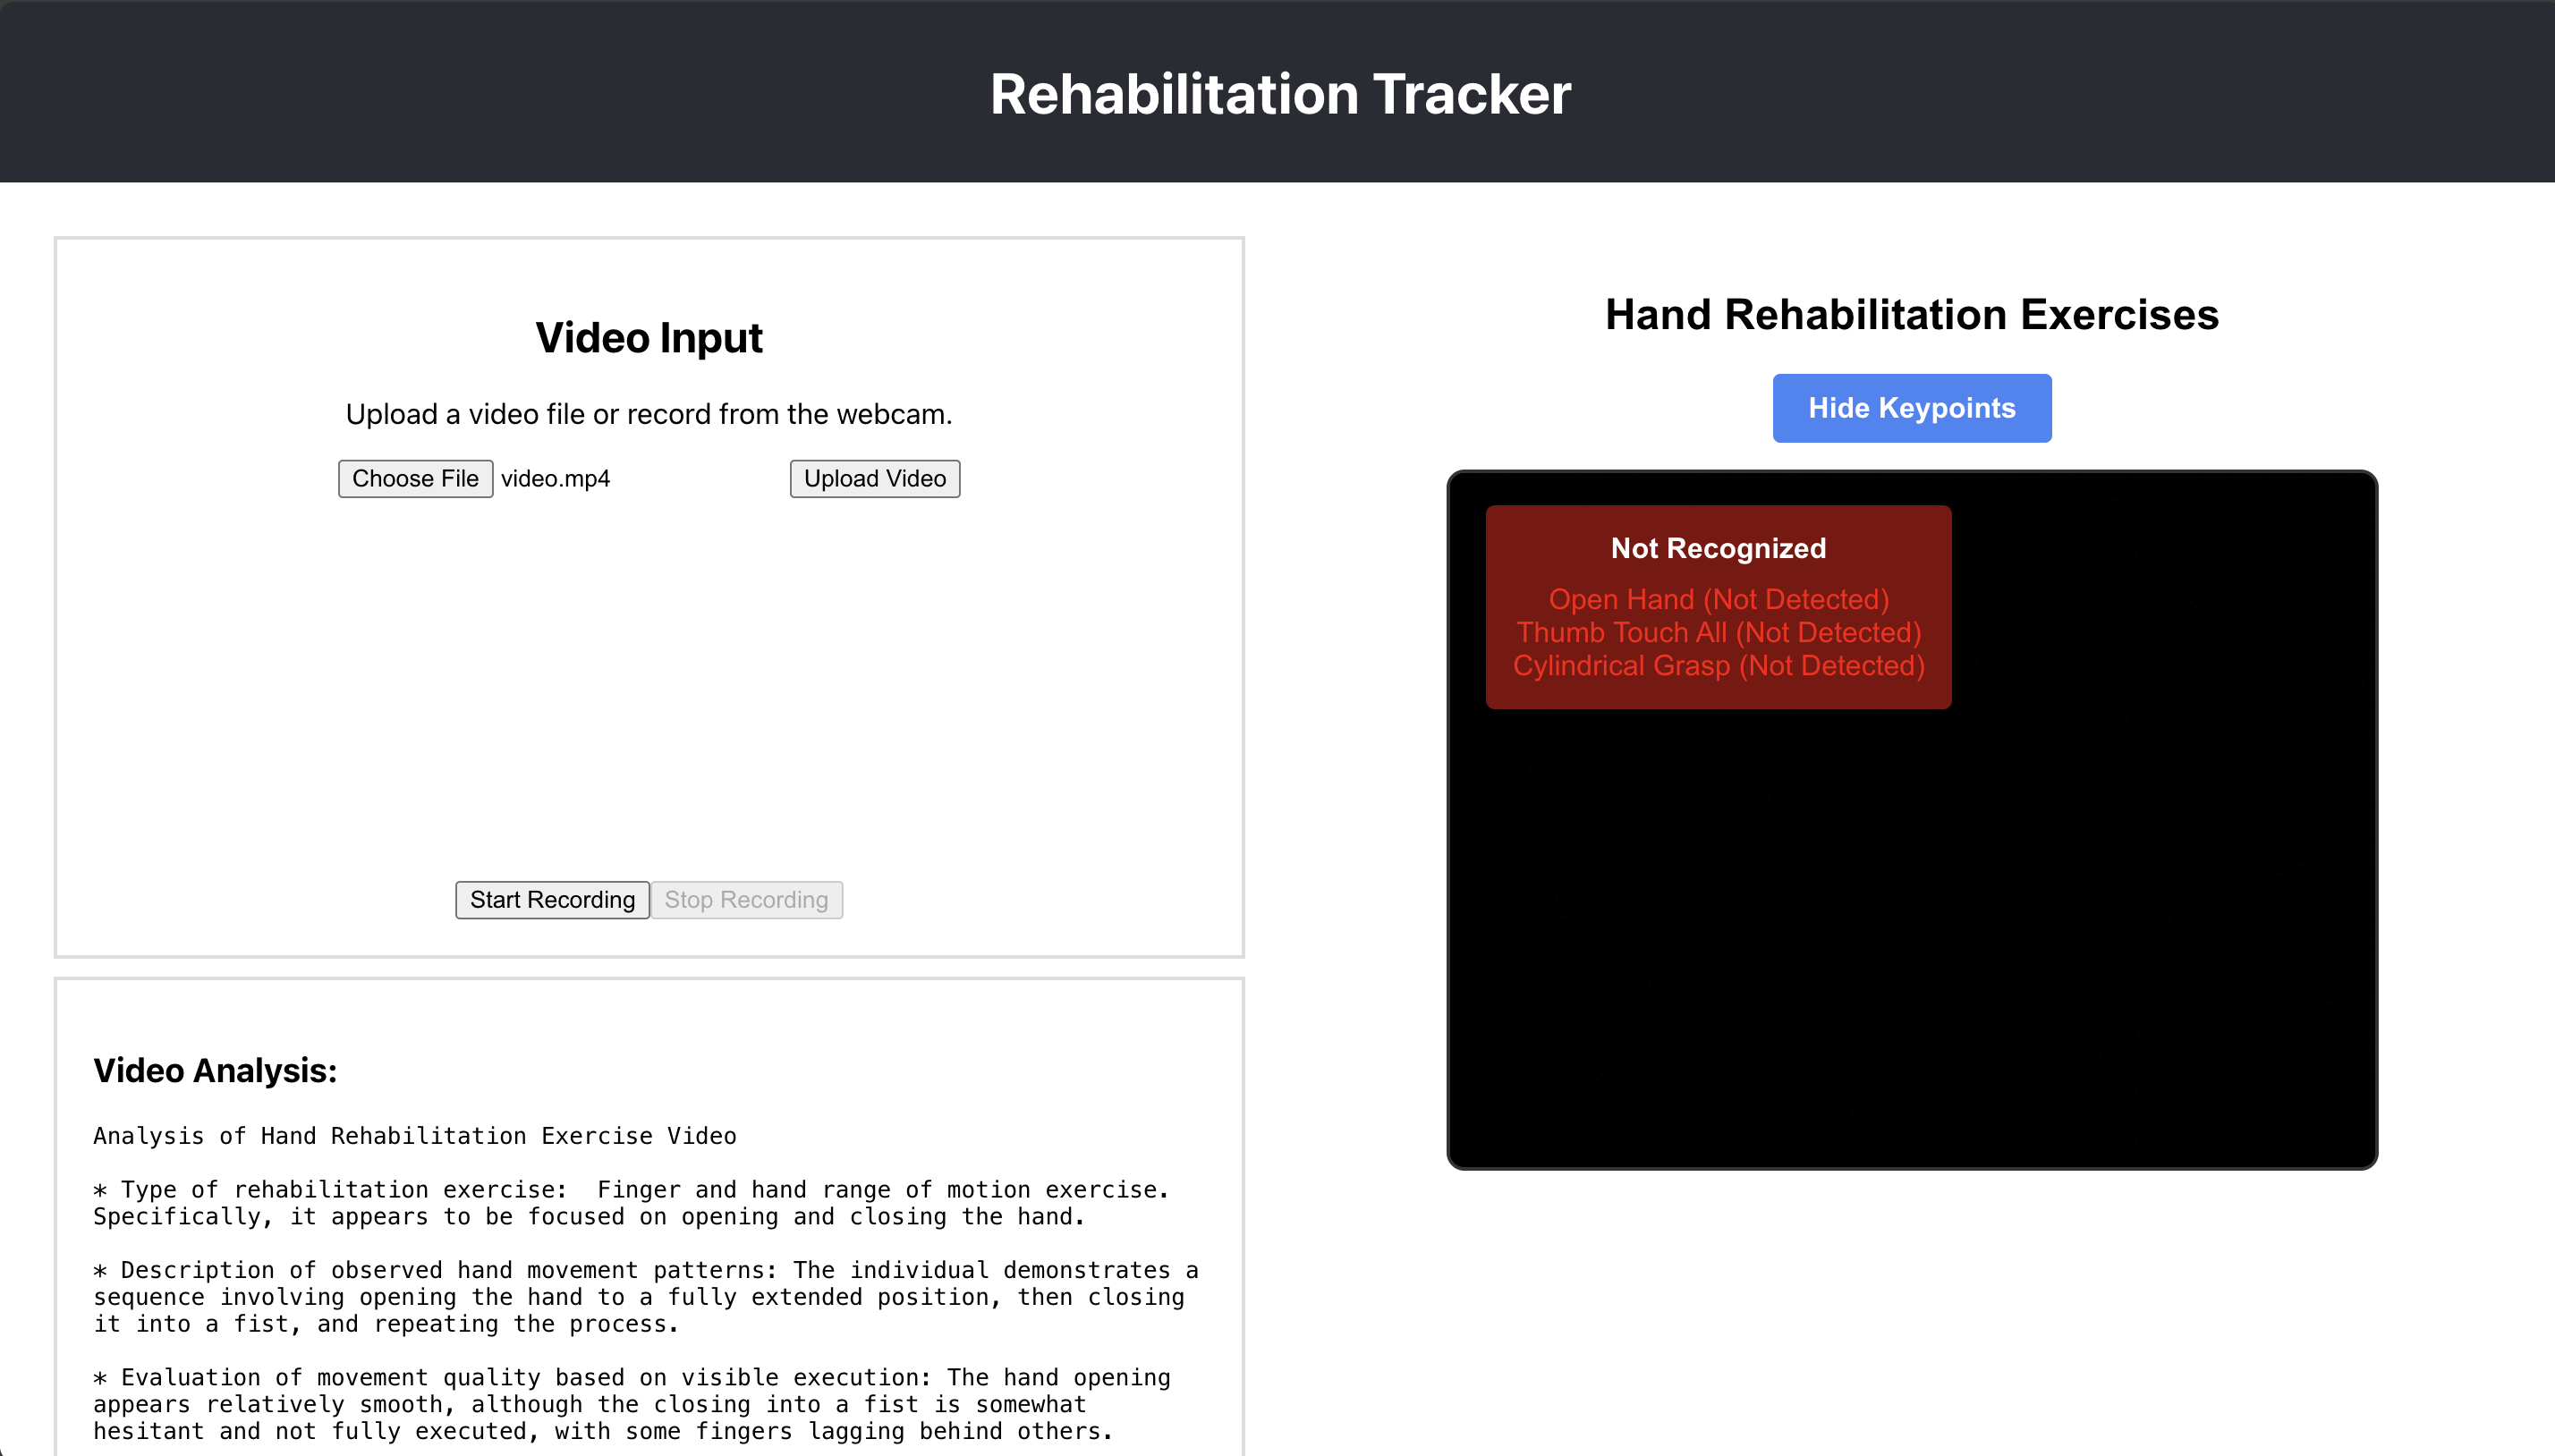 Rehabilitation Tracker
Video Input
Upload a video file or record from the webcam.
Choose File video.mp4 Upload Video
Start Recording Stop Recording
Video Analysis:
Analysis of Hand Rehabilitation Exercise Video
* Type of rehabilitation exercise:  Finger and hand range of motion exercise.
Specifically, it appears to be focused on opening and closing the hand.
* Description of observed hand movement patterns: The individual demonstrates a
sequence involving opening the hand to a fully extended position, then closing
it into a fist, and repeating the process.
* Evaluation of movement quality based on visible execution: The hand opening
appears relatively smooth, although the closing into a fist is somewhat
hesitant and not fully executed, with some fingers lagging behind others.
Hand Rehabilitation Exercises
Hide Keypoints
Not Recognized
Open Hand (Not Detected)
Thumb Touch All (Not Detected)
Cylindrical Grasp (Not Detected)